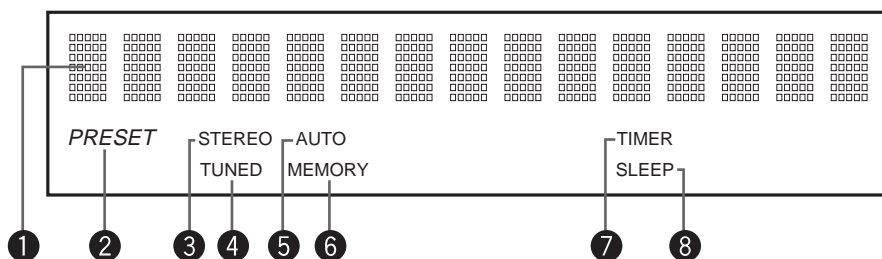 PRESET STEREO AUTO TIMER
TUNED MEMORY SLEEP
1 2 3 4 5 6 7 8